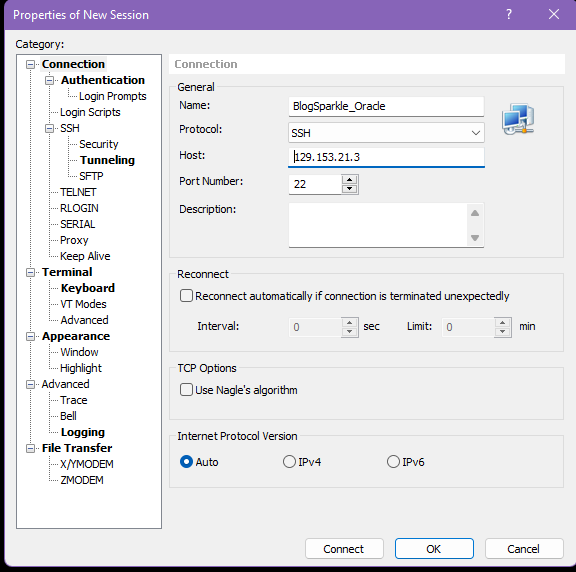 Properties of New Session
Category:
Connection
Authentication
Login Prompts
Login Scripts
SSH
Security
Tunneling
SFTP
TELNET
RLOGIN
SERIAL
Proxy
Keep Alive
Terminal
Keyboard
VT Modes
Advanced
Appearance
Window
Highlight
Advanced
Trace
Bell
Logging
File Transfer
X/YMODEM
ZMODEM
Connection
General
Name: BlogSparkle_Oracle
Protocol: SSH
Host: 129.153.21.3
Port Number: 22
Description:
Reconnect
Reconnect automatically if connection is terminated unexpectedly
Interval: 0 sec Limit: 0 min
TCP Options
Use Nagle's algorithm
Internet Protocol Version
Auto IPv4 IPv6
Connect OK Cancel